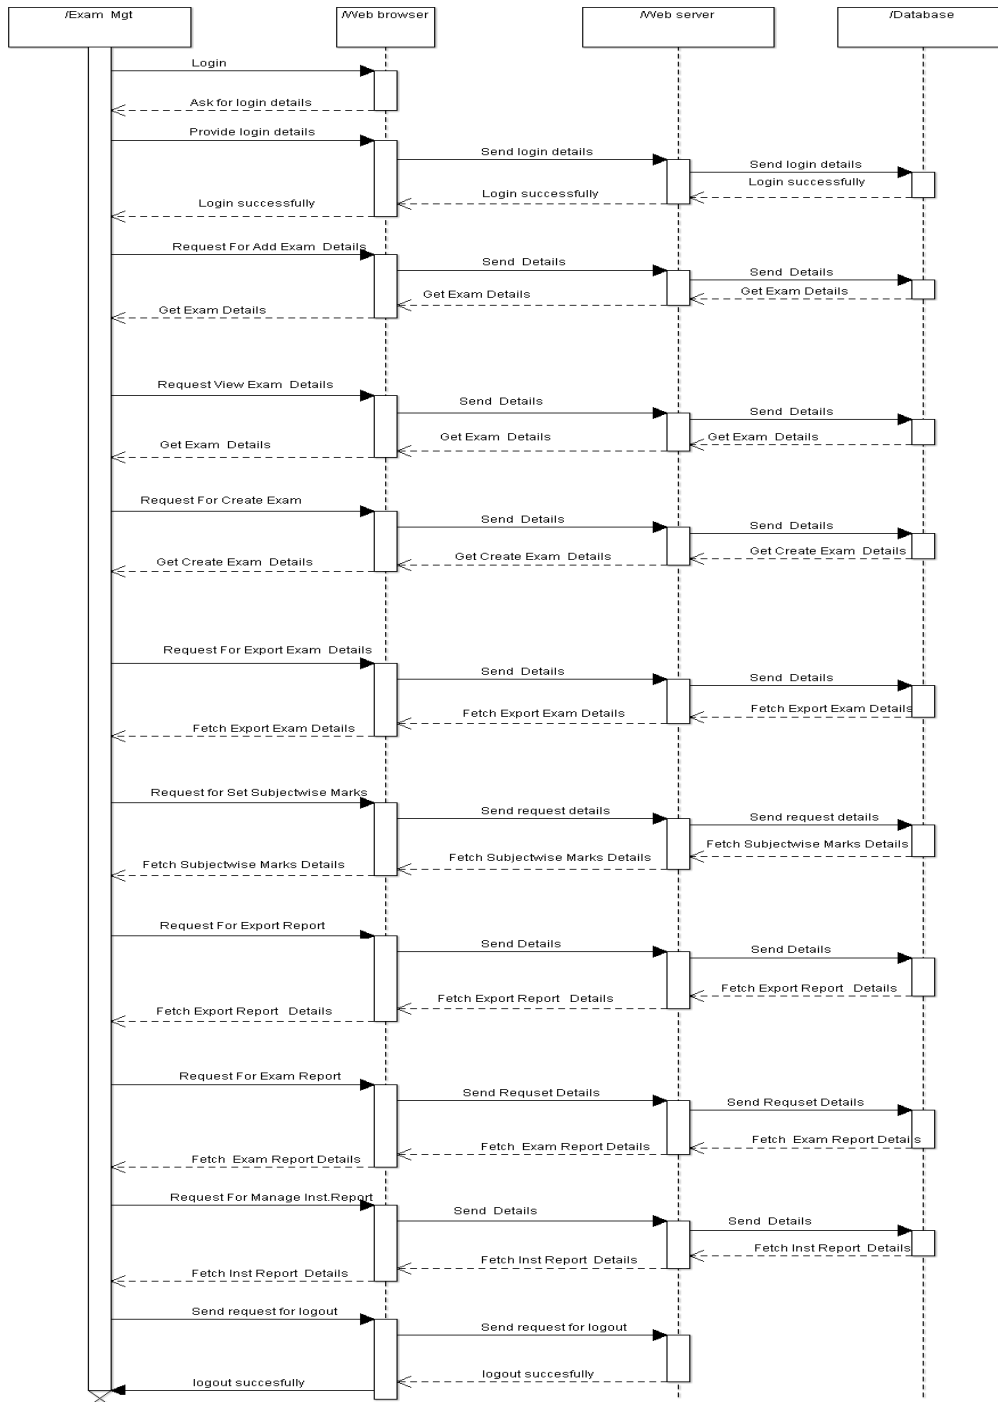 /Exam Mgt
/Web browser
/Web server
/Database
Login
Ask for login details
Provide login details
Send login details
Send login details
Login successfully
Login successfully
Login successfully
Request For Add Exam Details
Send Details
Send Details
Get Exam Details
Get Exam Details
Get Exam Details
Request View Exam Details
Send Details
Send Details
Get Exam Details
Get Exam Details
Get Exam Details
Request For Create Exam
Send Details
Send Details
Get Create Exam Details
Get Create Exam Details
Get Create Exam Details
Request For Export Exam Details
Send Details
Send Details
Fetch Export Exam Details
Fetch Export Exam Details
Fetch Export Exam Details
Request for Set Subjectwise Marks
Send request details
Send request details
Fetch Subjectwise Marks Details
Fetch Subjectwise Marks Details
Fetch Subjectwise Marks Details
Request For Export Report
Send Details
Send Details
Fetch Export Report Details
Fetch Export Report Details
Fetch Export Report Details
Request For Exam Report
Send Requset Details
Send Requset Details
Fetch Exam Report Details
Fetch Exam Report Details
Fetch Exam Report Details
Request For Manage Inst.Report
Send Details
Send Details
Fetch Inst Report Details
Fetch Inst Report Details
Fetch Inst Report Details
Send request for logout
Send request for logout
logout succesfully
logout succesfully